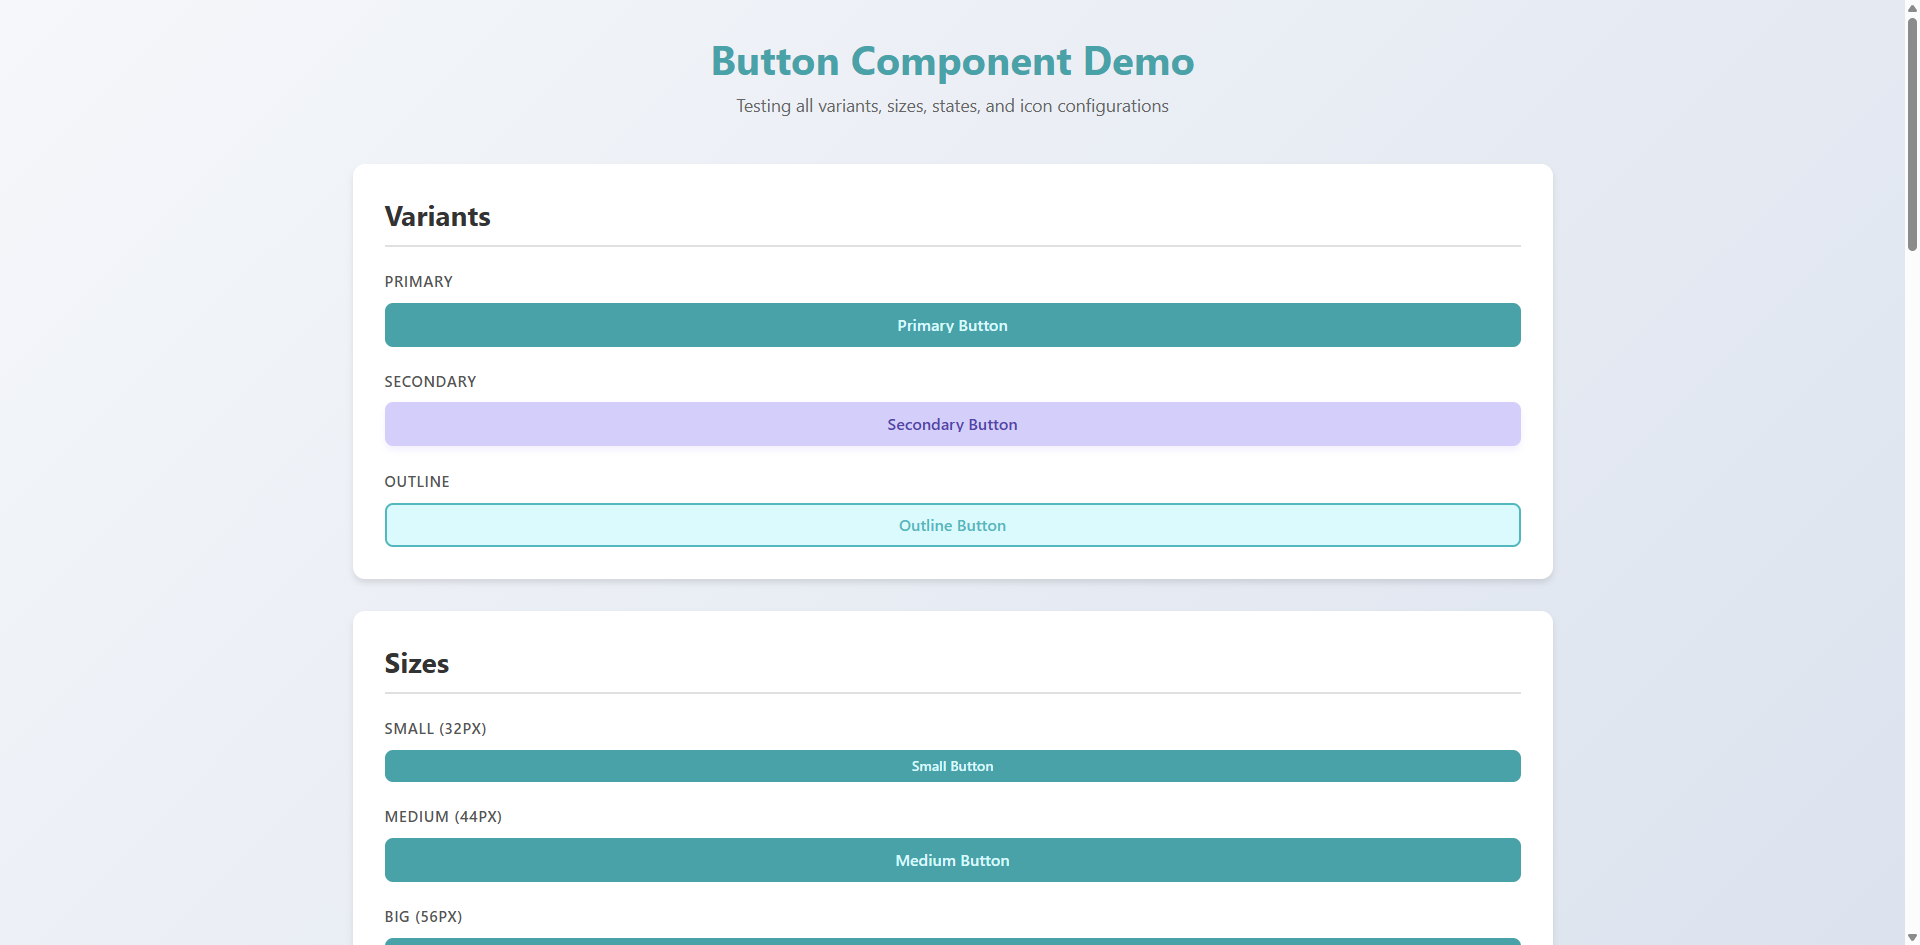 Button Component Demo
Testing all variants, sizes, states, and icon configurations
Variants
PRIMARY
Primary Button
SECONDARY
Secondary Button
OUTLINE
Outline Button
Sizes
SMALL (32PX)
Small Button
MEDIUM (44PX)
Medium Button
BIG (56PX)